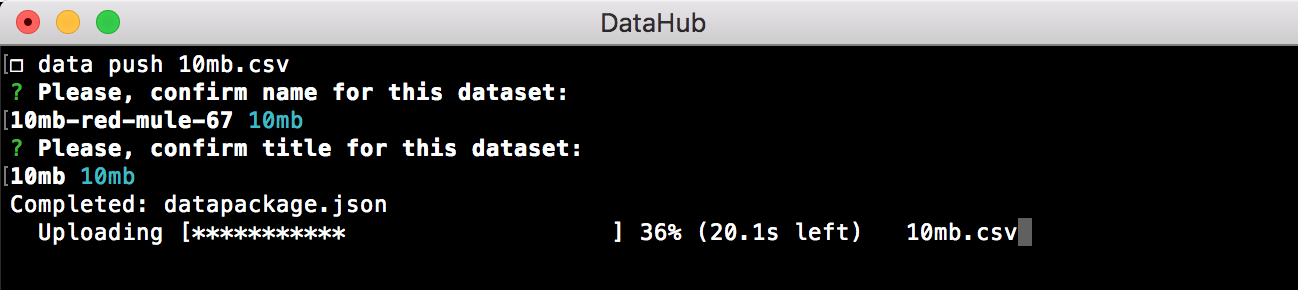 DataHub
[□ data push 10mb.csv
? Please, confirm name for this dataset:
[10mb-red-mule-67 10mb
? Please, confirm title for this dataset:
[10mb 10mb
Completed: datapackage.json
Uploading [*********** ] 36% (20.1s left) 10mb.csv